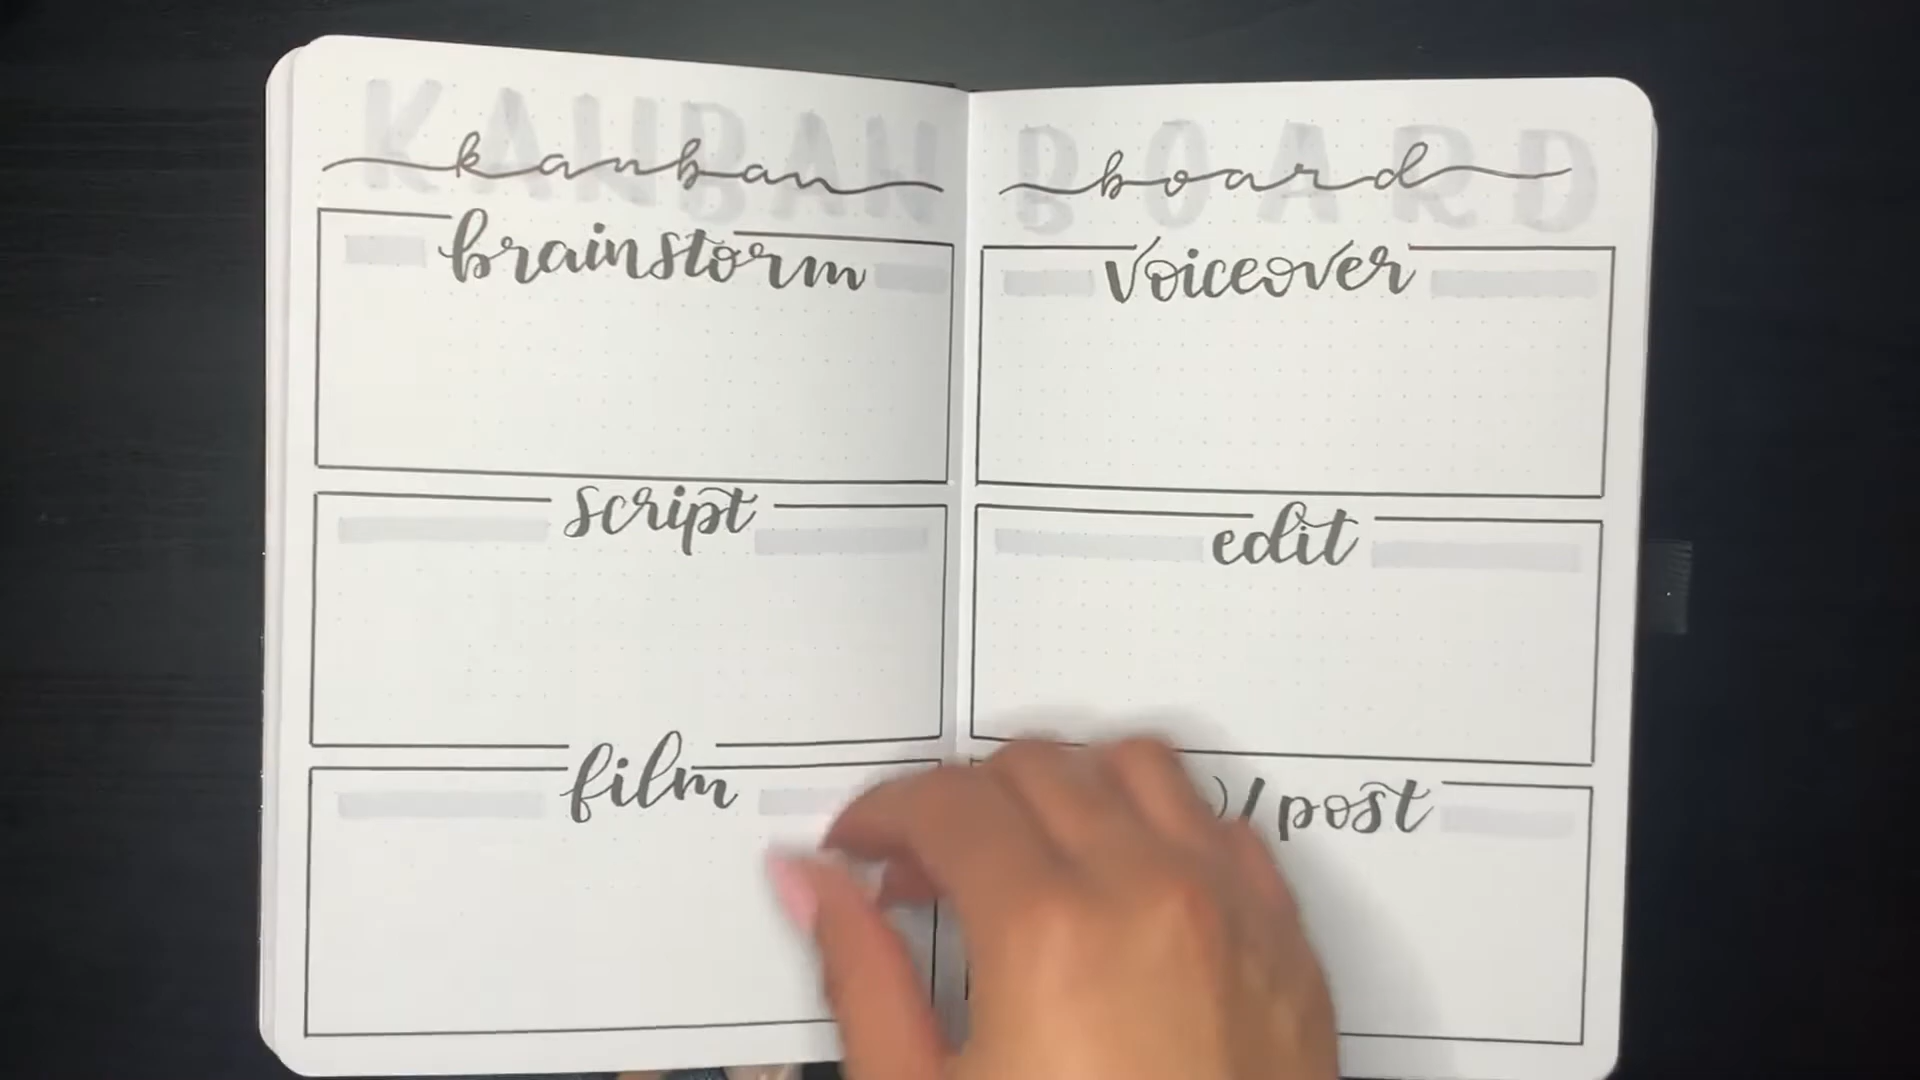 KANBAN
kanban
brainstorm
script
film
BOARD
board
voiceover
edit
)/post